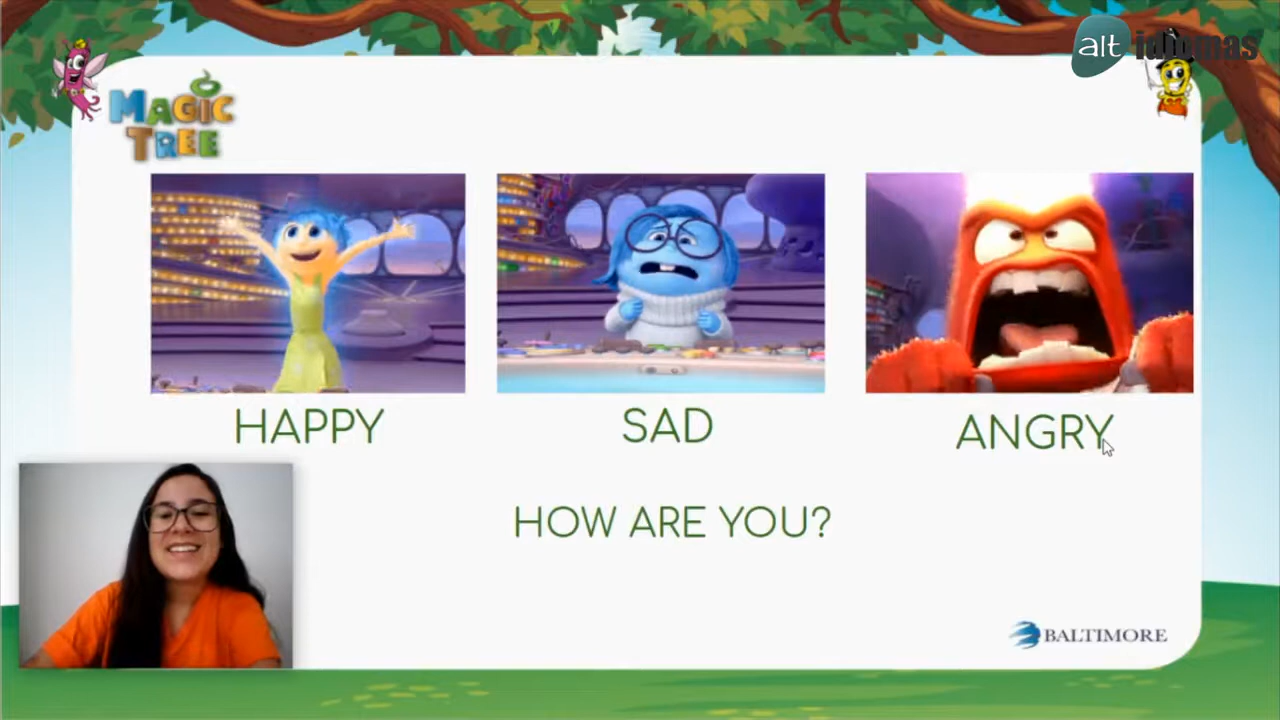 alt idiomas
MAGIC
TREE
HAPPY
SAD
ANGRY
HOW ARE YOU?
BALTIMORE